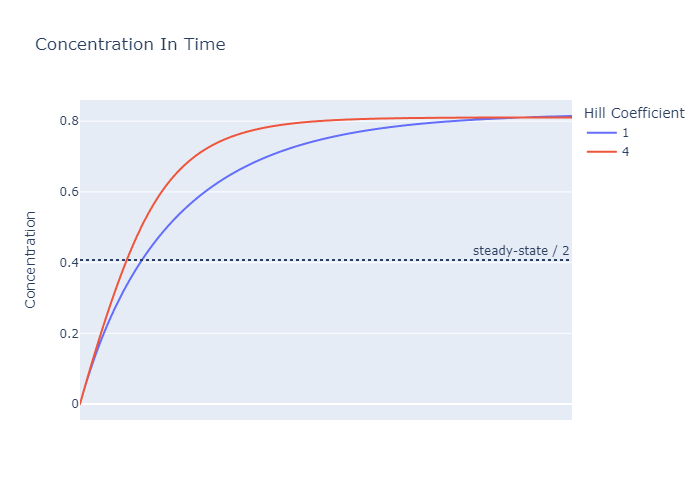 Concentration In Time
Hill Coefficient
1
4
0.8
0.6
0.4
0.2
0
Concentration
steady-state / 2